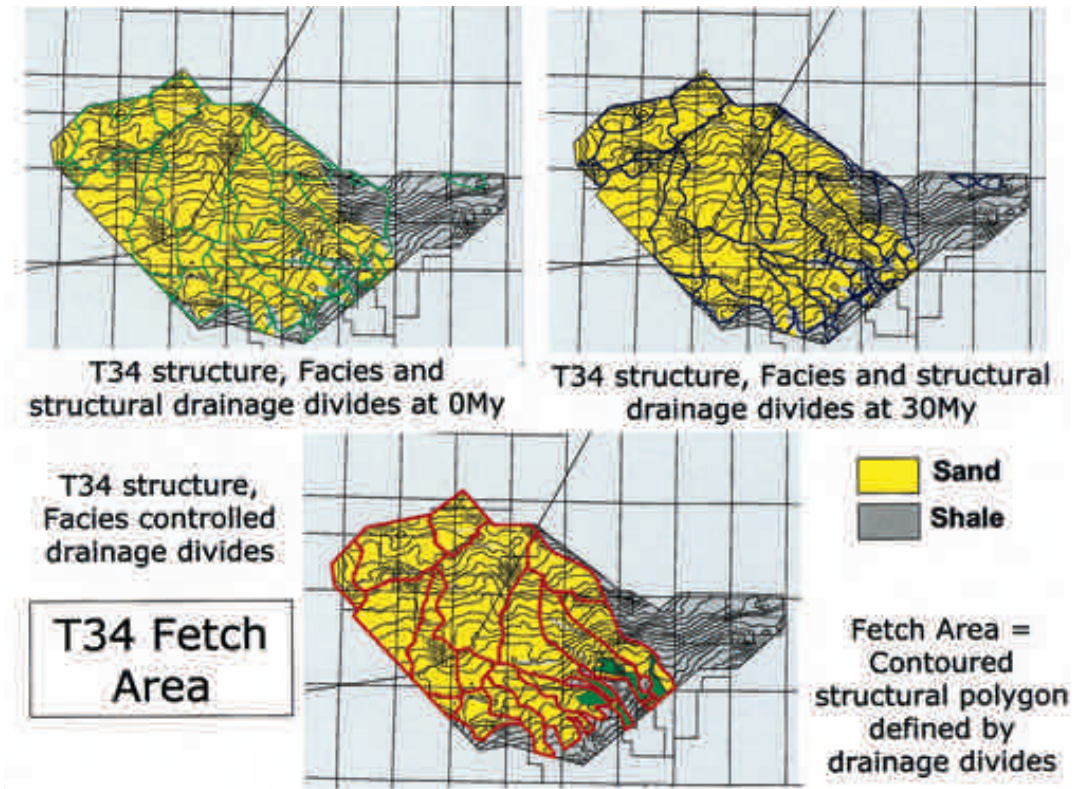 T34 structure, Facies and
structural drainage divides at 0My
T34 structure, Facies and structural
drainage divides at 30My
T34 structure,
Facies controlled
drainage divides
T34 Fetch
Area
Sand
Shale
Fetch Area =
Contoured
structural polygon
defined by
drainage divides